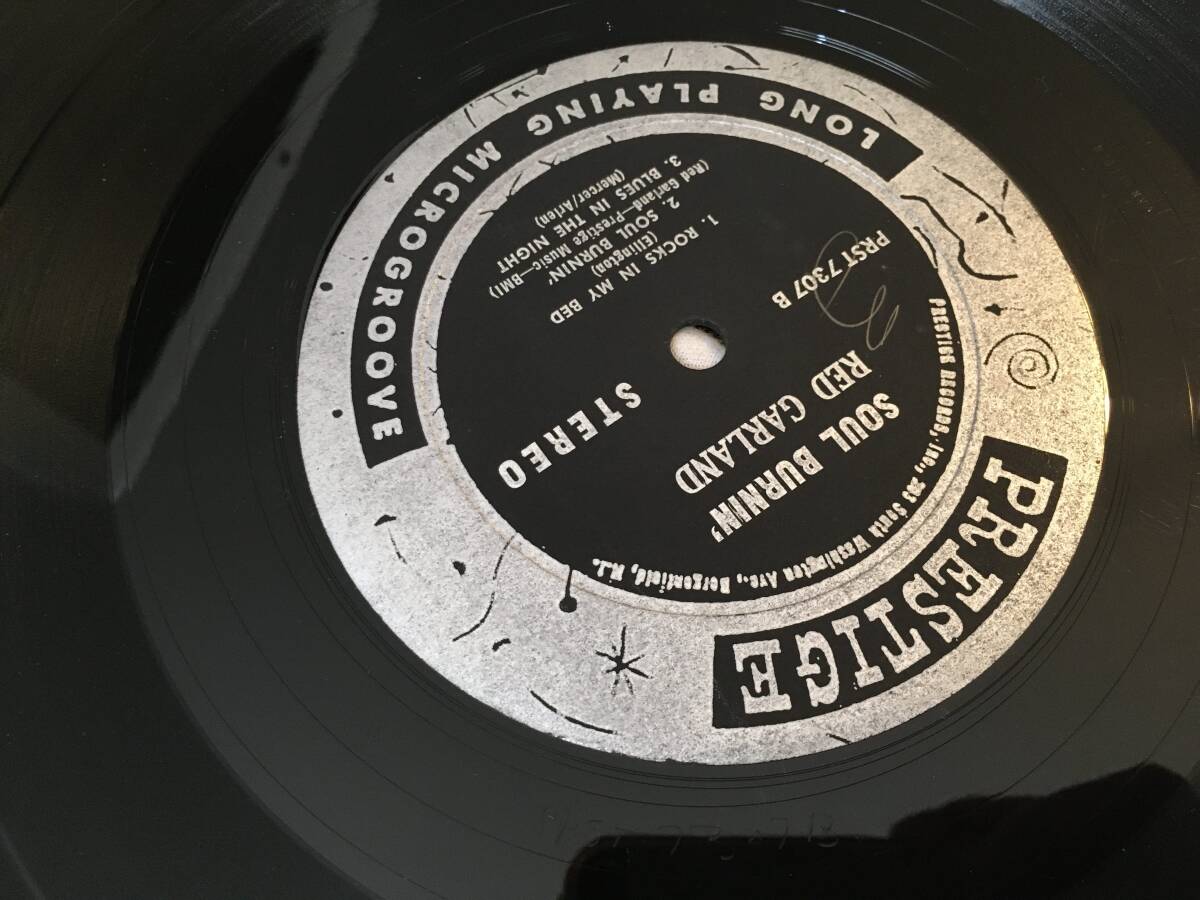 PRESTIGE
PRESTIGE RECORDS, Inc., 203 South Washington Ave., Bergenfield, N.J.
SOUL BURNIN'
RED GARLAND
STEREO
PRST 7307 B
1. ROCKS IN MY BED
(Ellington)
2. SOUL BURNIN'
(Red Garland—Prestige Music—BMI)
3. BLUES IN THE NIGHT
(Mercer/Arlen)
LONG PLAYING MICROGROOVE